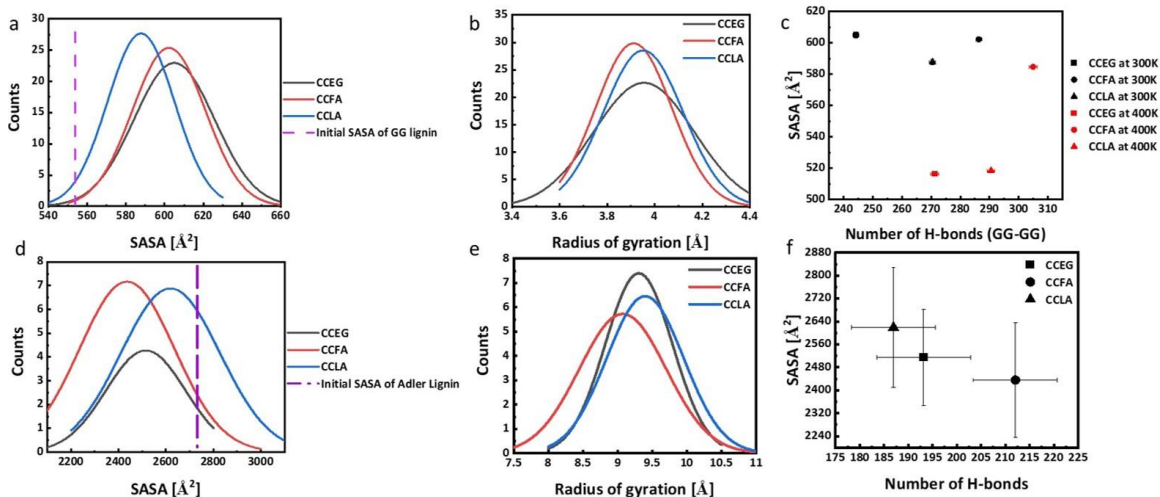 a
30
25
20
15
10
5
0
Counts
540 560 580 600 620 640 660
SASA [Å²]
CCEG
CCFA
CCLA
Initial SASA of GG lignin
b
35
30
25
20
15
10
5
0
Counts
3.4 3.6 3.8 4 4.2 4.4
Radius of gyration [Å]
CCEG
CCFA
CCLA
c
620
600
580
560
540
520
500
SASA [Å²]
240 250 260 270 280 290 300 310
Number of H-bonds (GG-GG)
CCEG at 300K
CCFA at 300K
CCLA at 300K
CCEG at 400K
CCFA at 400K
CCLA at 400K
d
8
7
6
5
4
3
2
1
0
Counts
2200 2400 2600 2800 3000
SASA [Å²]
CCEG
CCFA
CCLA
Initial SASA of Adler Lignin
e
8
7
6
5
4
3
2
1
0
Counts
7.5 8 8.5 9 9.5 10 10.5 11
Radius of gyration [Å]
CCEG
CCFA
CCLA
f
2880
2800
2720
2640
2560
2480
2400
2320
2240
SASA [Å²]
175 180 185 190 195 200 205 210 215 220 225
Number of H-bonds
CCEG
CCFA
CCLA